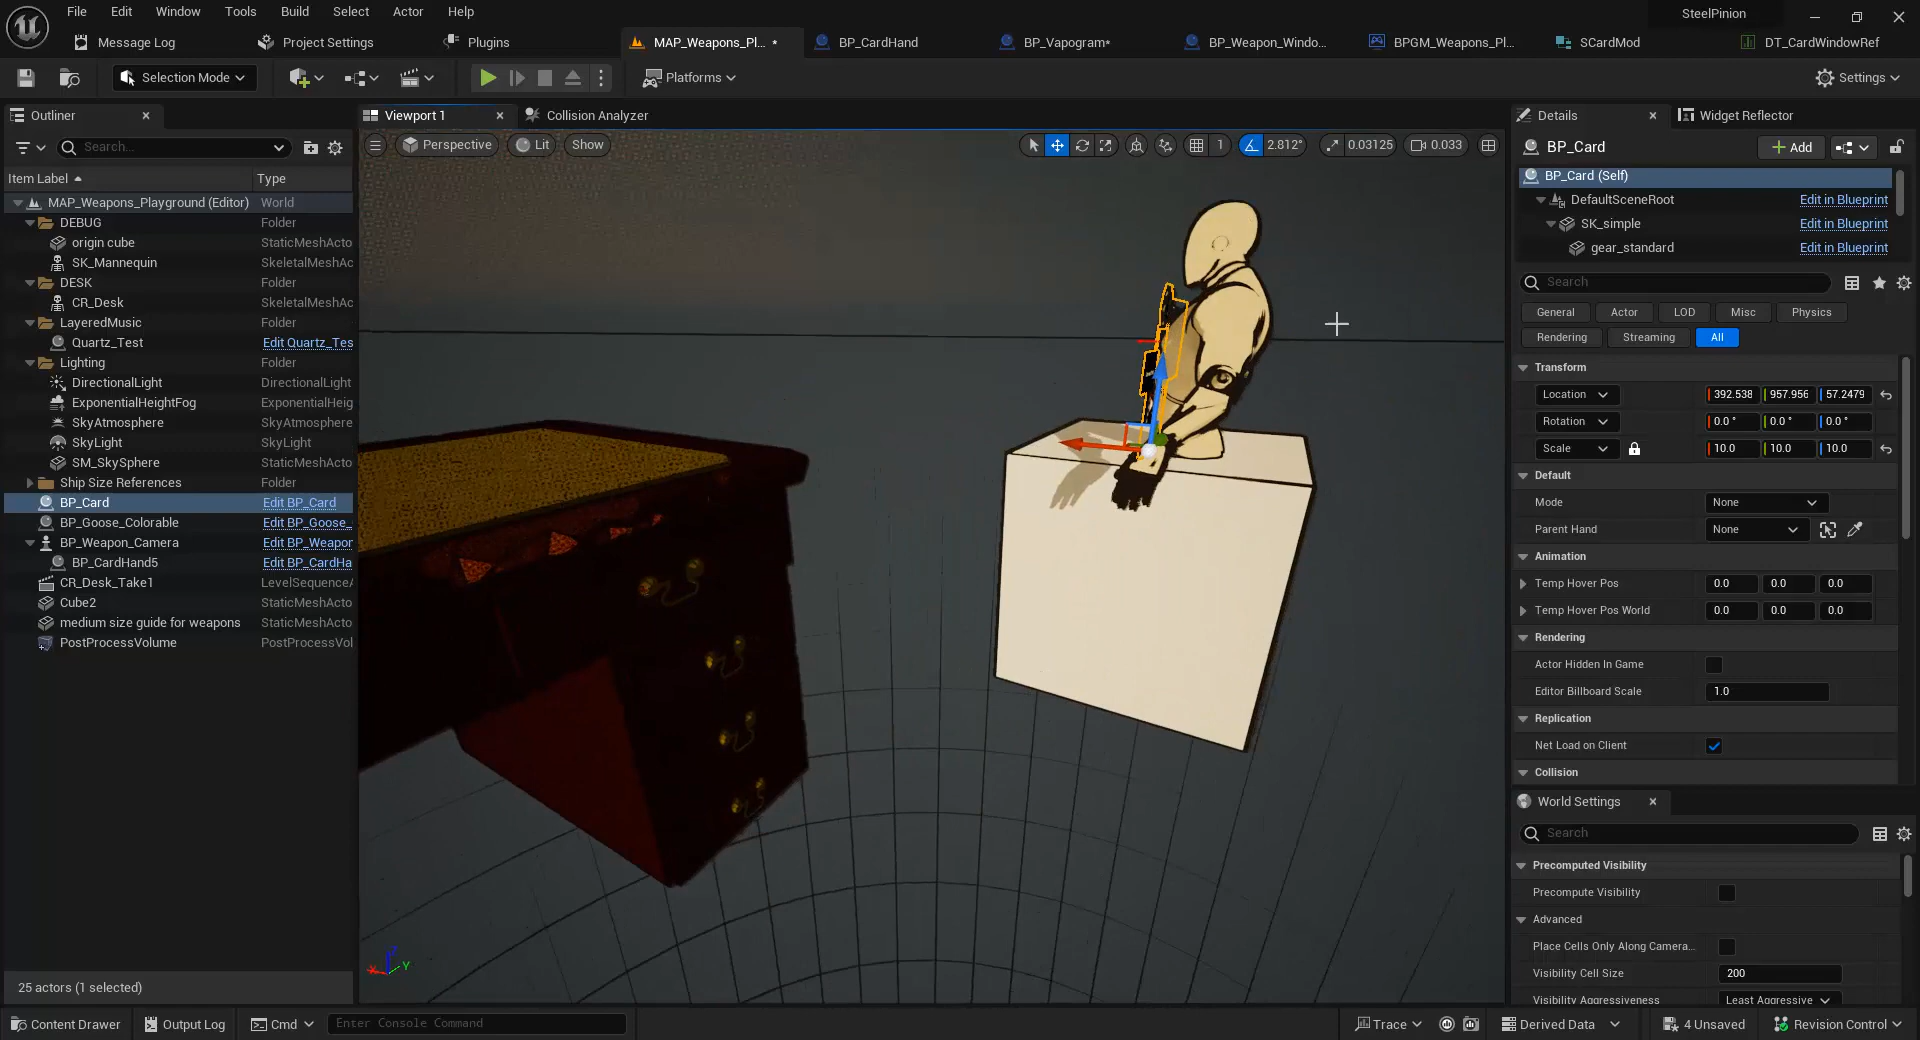 File Edit Window Tools Build Select Actor Help
SteelPinion
Message Log Project Settings Plugins MAP_Weapons_Pl... * BP_CardHand BP_Vapogram* BP_Weapon_Windo... BPGM_Weapons_Pl... SCardMod DT_CardWindowRef
Selection Mode Platforms Settings
Outliner
Search...
Item Label Type
MAP_Weapons_Playground (Editor) World
DEBUG Folder
origin cube StaticMeshActo
SK_Mannequin SkeletalMeshAc
DESK Folder
CR_Desk SkeletalMeshAc
LayeredMusic Folder
Quartz_Test Edit Quartz_Tes
Lighting Folder
DirectionalLight DirectionalLight
ExponentialHeightFog ExponentialHeig
SkyAtmosphere SkyAtmosphere
SkyLight SkyLight
SM_SkySphere StaticMeshActo
Ship Size References Folder
BP_Card Edit BP_Card
BP_Goose_Colorable Edit BP_Goose_
BP_Weapon_Camera Edit BP_Weapon
BP_CardHand5 Edit BP_CardHa
CR_Desk_Take1 LevelSequenceA
Cube2 StaticMeshActo
medium size guide for weapons StaticMeshActo
PostProcessVolume PostProcessVol
25 actors (1 selected)
Viewport 1 Collision Analyzer
Perspective Lit Show 1 2.812° 0.03125 0.033
X Y Z
Details Widget Reflector
BP_Card Add
BP_Card (Self)
DefaultSceneRoot Edit in Blueprint
SK_simple Edit in Blueprint
gear_standard Edit in Blueprint
Search
General Actor LOD Misc Physics
Rendering Streaming All
Transform
Location 392.538 957.956 57.2479
Rotation 0.0 ° 0.0 ° 0.0 °
Scale 10.0 10.0 10.0
Default
Mode None
Parent Hand None
Animation
Temp Hover Pos 0.0 0.0 0.0
Temp Hover Pos World 0.0 0.0 0.0
Rendering
Actor Hidden In Game
Editor Billboard Scale 1.0
Replication
Net Load on Client
Collision
World Settings
Search
Precomputed Visibility
Precompute Visibility
Advanced
Place Cells Only Along Camera...
Visibility Cell Size 200
Visibility Aggressiveness Least Aggressive
Content Drawer Output Log Cmd Enter Console Command Trace Derived Data 4 Unsaved Revision Control